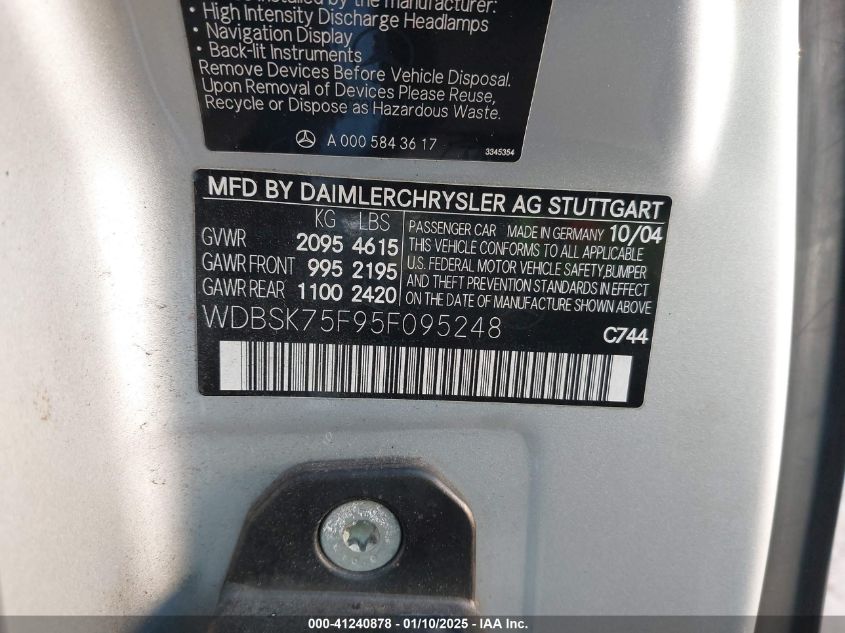 installed by the manufacturer:
• High Intensity Discharge Headlamps
• Navigation Display
• Back-lit Instruments
Remove Devices Before Vehicle Disposal.
Upon Removal of Devices Please Reuse,
Recycle or Dispose as Hazardous Waste.
A 000 584 36 17
3345354
MFD BY DAIMLERCHRYSLER AG STUTTGART
KG LBS
GVWR 2095 4615
GAWR FRONT 995 2195
GAWR REAR 1100 2420
PASSENGER CAR MADE IN GERMANY 10/04
THIS VEHICLE CONFORMS TO ALL APPLICABLE
U.S. FEDERAL MOTOR VEHICLE SAFETY, BUMPER
AND THEFT PREVENTION STANDARDS IN EFFECT
ON THE DATE OF MANUFACTURE SHOWN ABOVE
WDBSK75F95F095248
C744
000-41240878 - 01/10/2025 - IAA Inc.